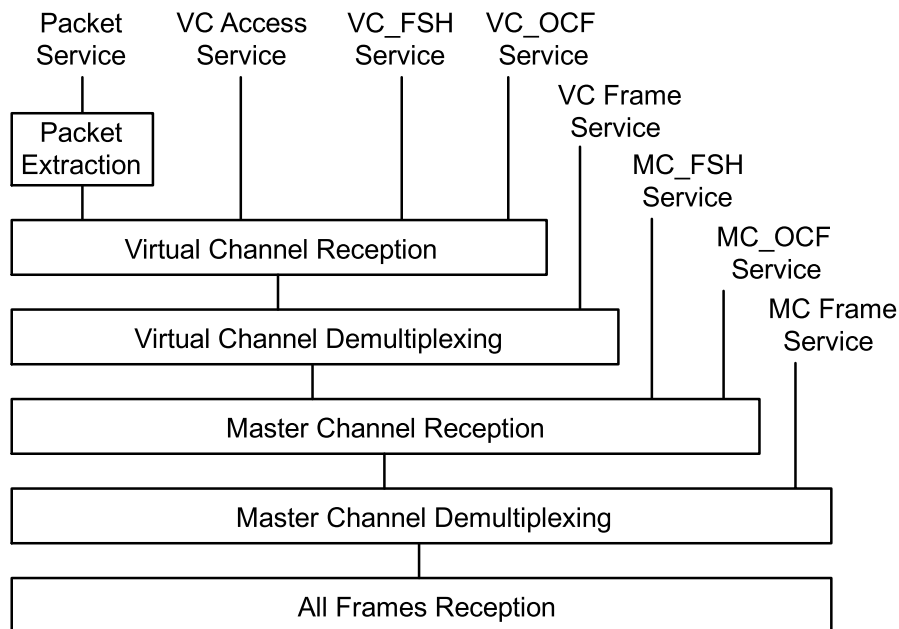 Packet
Service
VC Access
Service
VC_FSH
Service
VC_OCF
Service
VC Frame
Service
MC_FSH
Service
MC_OCF
Service
MC Frame
Service
Packet
Extraction
Virtual Channel Reception
Virtual Channel Demultiplexing
Master Channel Reception
Master Channel Demultiplexing
All Frames Reception